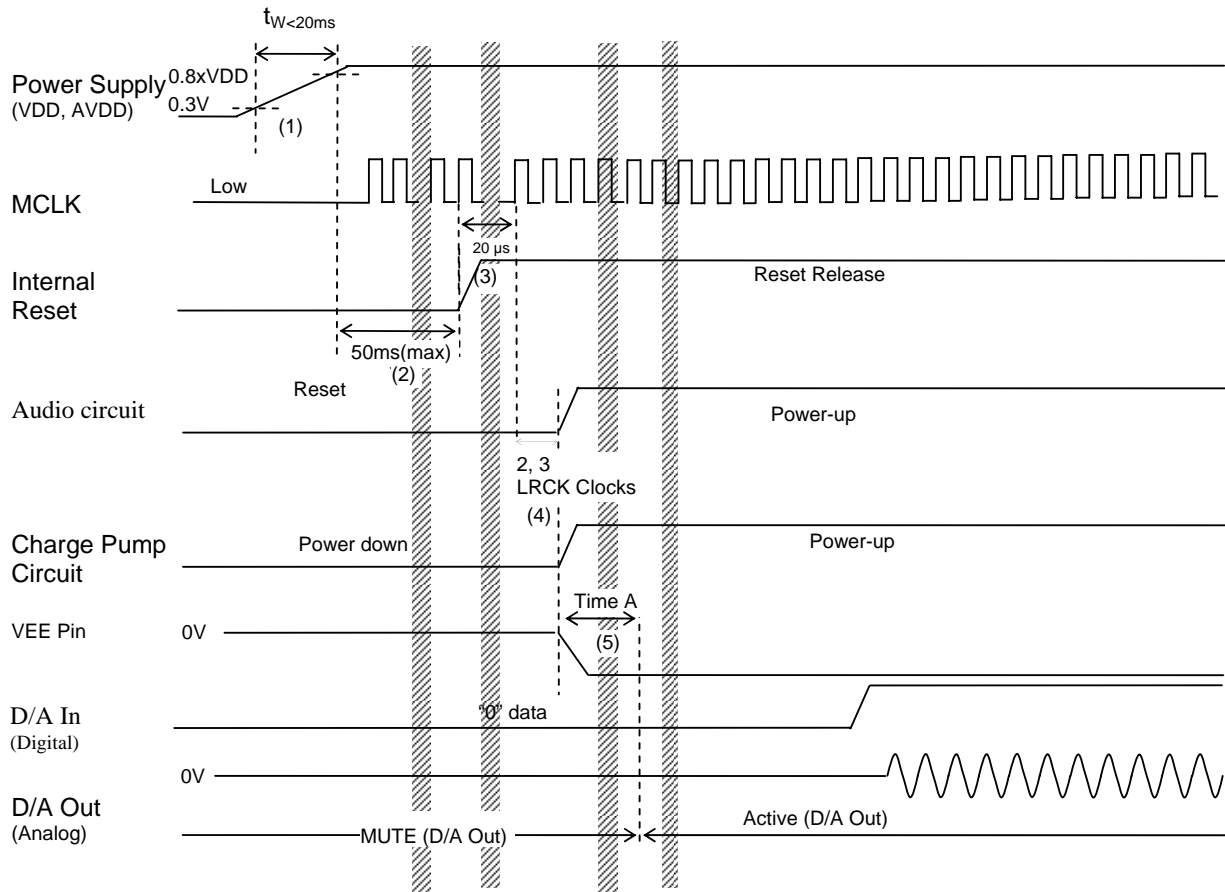 tW<20ms
Power Supply
(VDD, AVDD)
0.8xVDD
0.3V
(1)
Low
MCLK
20 µs
(3)
Internal
Reset
Reset Release
50ms(max)
(2)
Reset
Audio circuit
Power-up
2, 3
LRCK Clocks
(4)
Charge Pump
Circuit
Power down
Power-up
Time A
(5)
VEE Pin
0V
"0" data
D/A In
(Digital)
0V
D/A Out
(Analog)
MUTE (D/A Out)
Active (D/A Out)